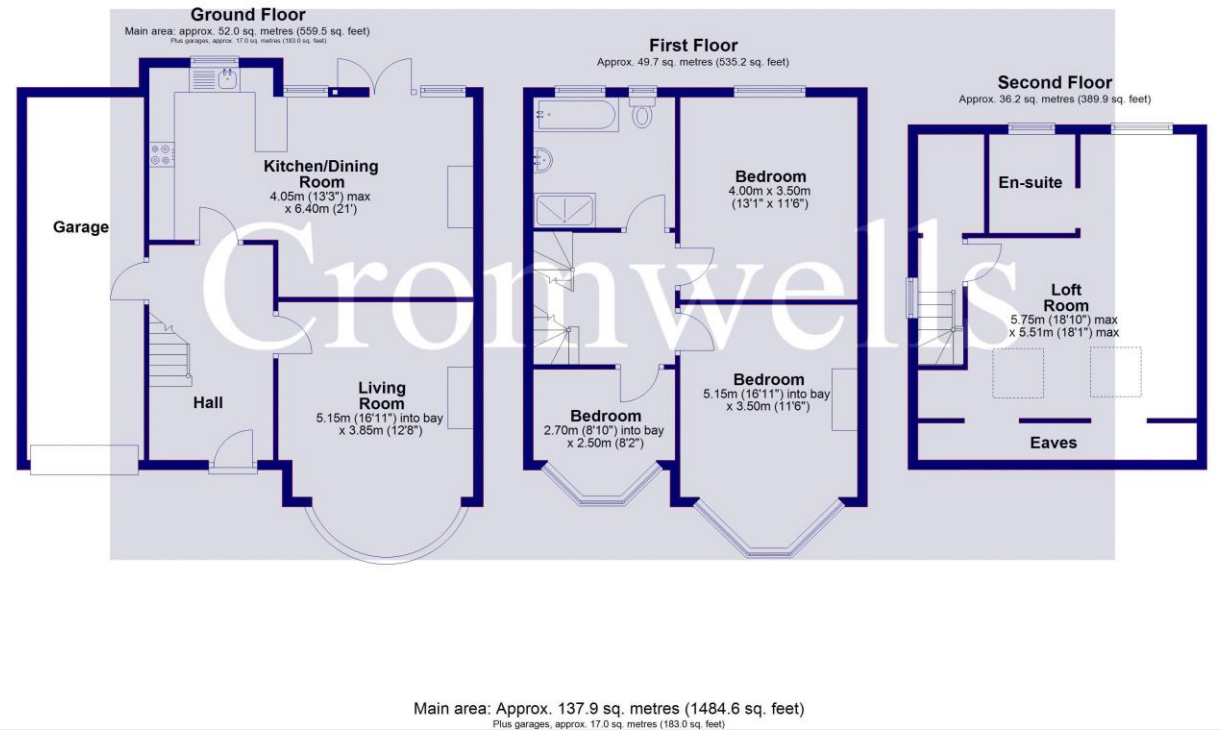 Ground Floor
Main area: approx. 52.0 sq. metres (559.5 sq. feet)
Plus garages, approx. 17.0 sq. metres (183.0 sq. feet)
Kitchen/Dining
Room
4.05m (13'3") max
x 6.40m (21')
Garage
Hall
Living
Room
5.15m (16'11") into bay
x 3.85m (12'8")
First Floor
Approx. 49.7 sq. metres (535.2 sq. feet)
Bedroom
4.00m x 3.50m
(13'1" x 11'6")
Bedroom
5.15m (16'11") into bay
x 3.50m (11'6")
Bedroom
2.70m (8'10") into bay
x 2.50m (8'2")
Second Floor
Approx. 36.2 sq. metres (389.9 sq. feet)
En-suite
Loft
Room
5.75m (18'10") max
x 5.51m (18'1") max
Eaves
Cromwells
Main area: Approx. 137.9 sq. metres (1484.6 sq. feet)
Plus garages, approx. 17.0 sq. metres (183.0 sq. feet)